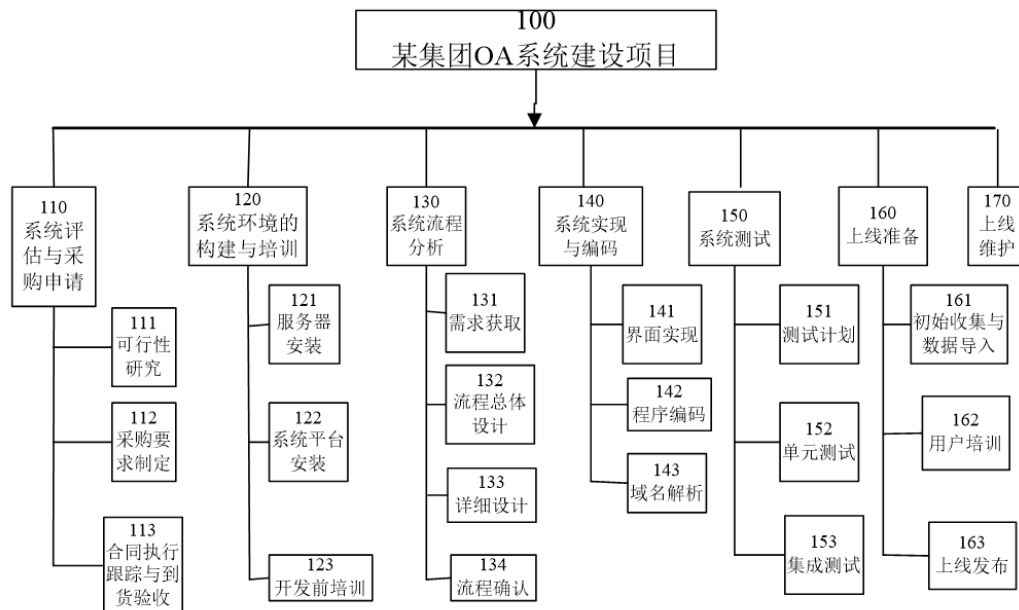 100
某集团OA系统建设项目
110
系统评
估与采
购申请
111
可行性
研究
112
采购要
求制定
113
合同执行
跟踪与到
货验收
120
系统环境的
构建与培训
121
服务器
安装
122
系统平台
安装
123
开发前培训
130
系统流程
分析
131
需求获取
132
流程总体
设计
133
详细设计
134
流程确认
140
系统实现
与编码
141
界面实现
142
程序编码
143
域名解析
150
系统测试
151
测试计划
152
单元测试
153
集成测试
160
上线准备
161
初始收集与
数据导入
162
用户培训
163
上线发布
170
上线
维护